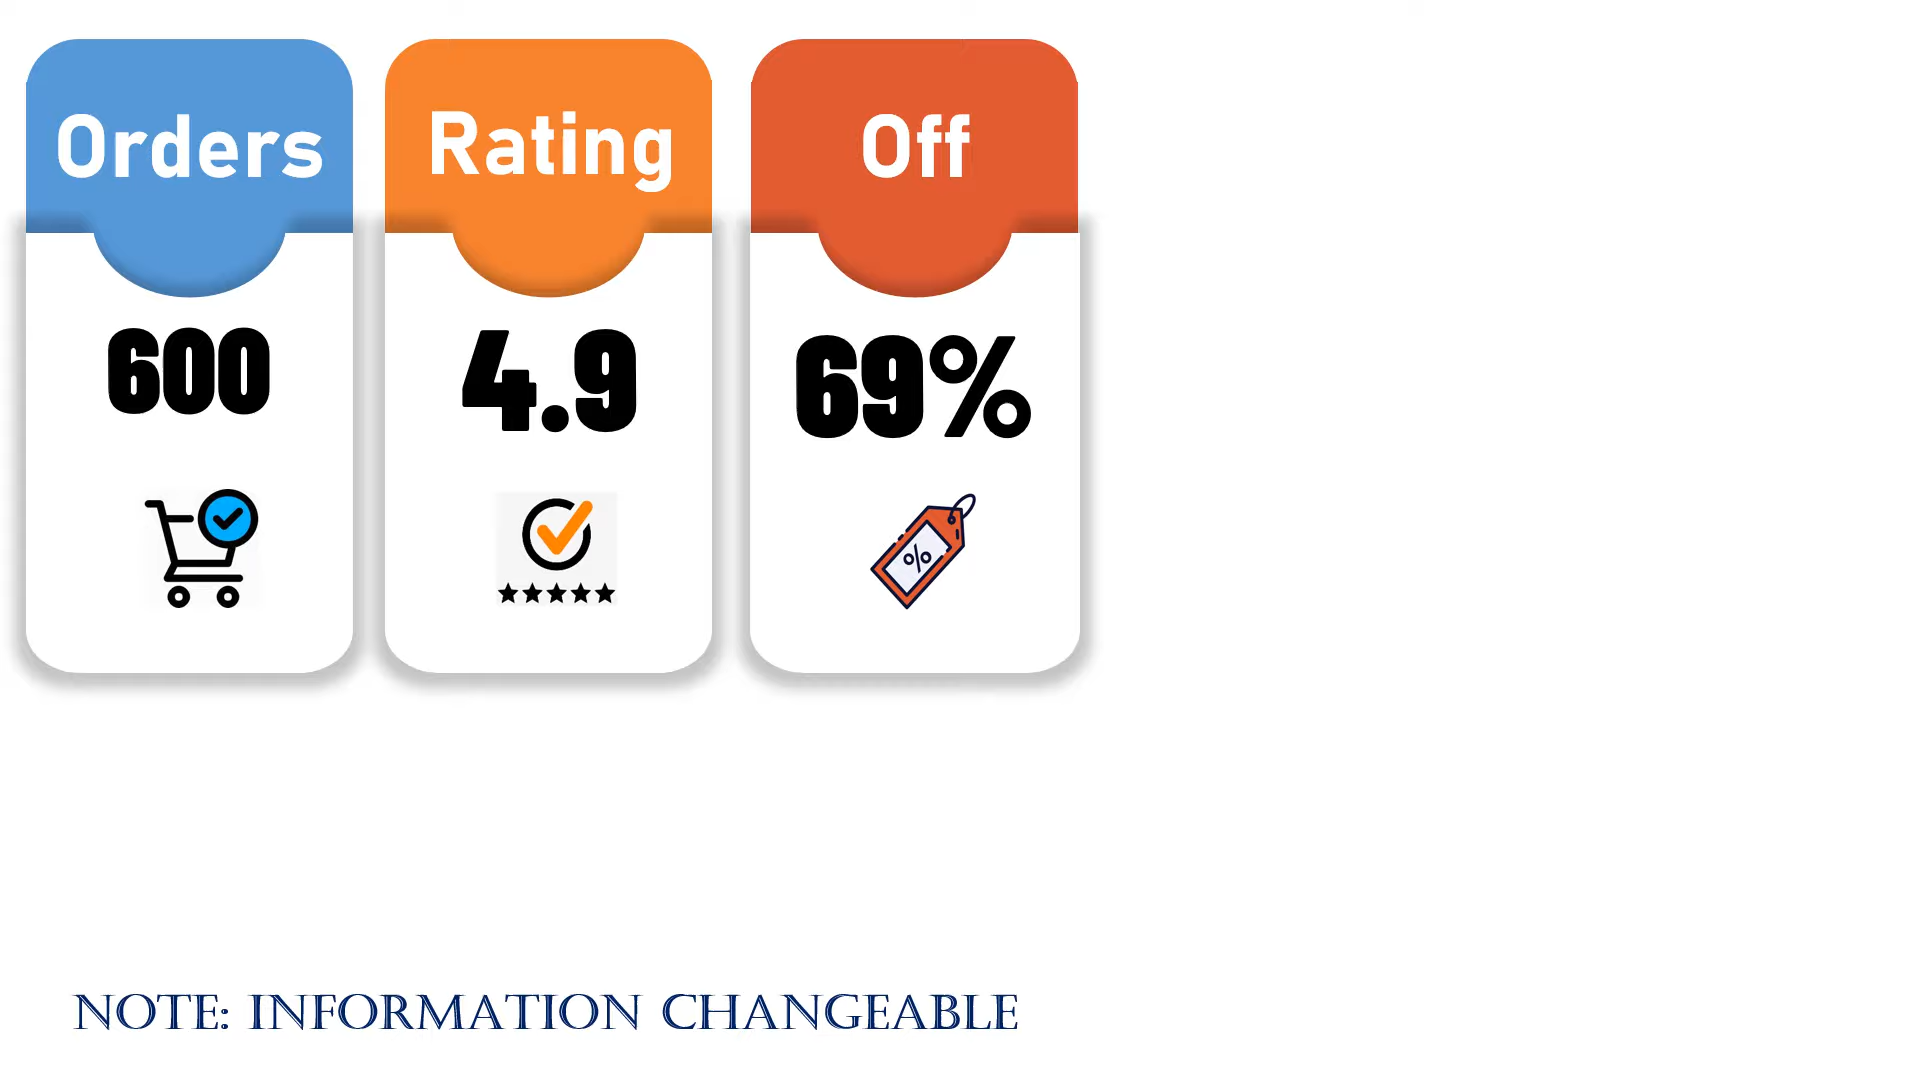 Orders
600
Rating
4.9
Off
69%
%
NOTE: INFORMATION CHANGEABLE